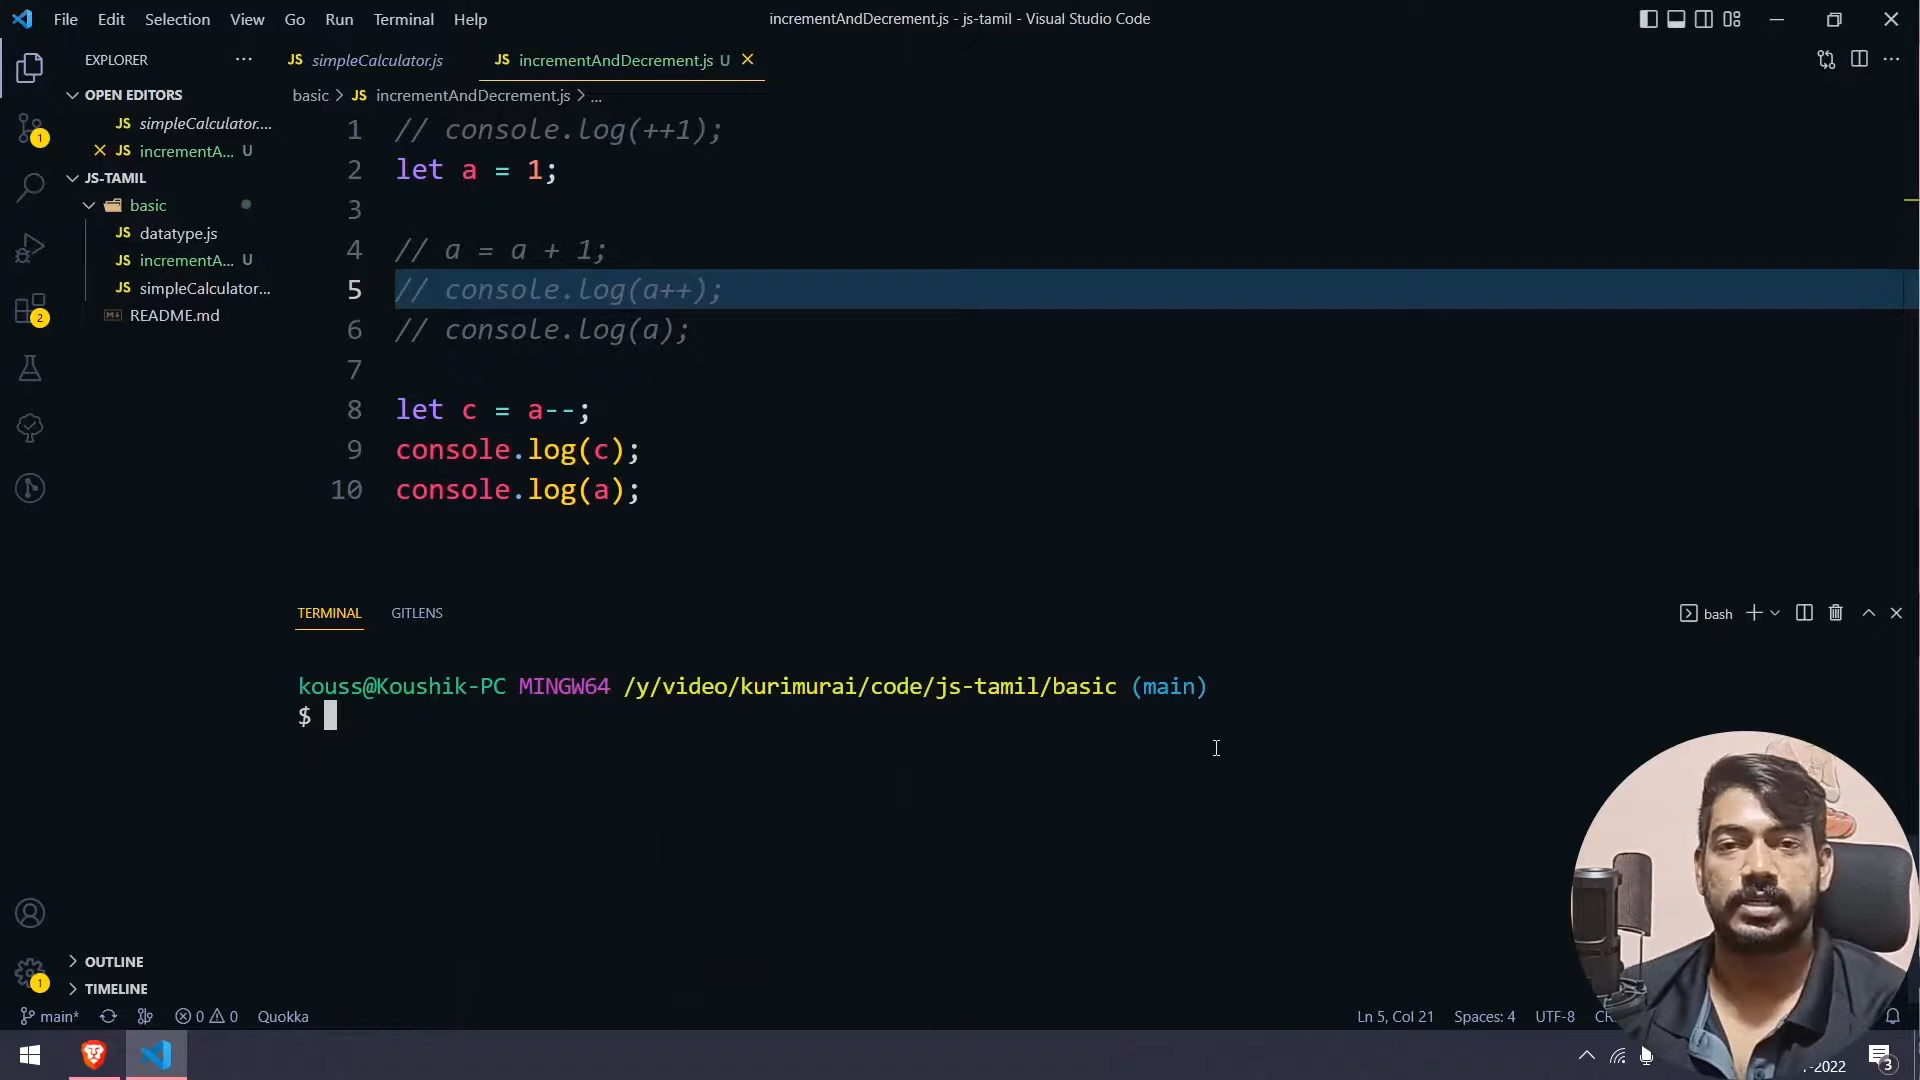 File Edit Selection View Go Run Terminal Help
incrementAndDecrement.js - js-tamil - Visual Studio Code
EXPLORER ···
JS simpleCalculator.js
JS incrementAndDecrement.js U
OPEN EDITORS
JS simpleCalculator....
JS incrementA... U
JS-TAMIL
basic
JS datatype.js
JS incrementA... U
JS simpleCalculator...
README.md
basic > JS incrementAndDecrement.js > ...
1 // console.log(++1);
2 let a = 1;
3
4 // a = a + 1;
5 // console.log(a++);
6 // console.log(a);
7
8 let c = a--;
9 console.log(c);
10 console.log(a);
1
2
TERMINAL GITLENS
bash
kouss@Koushik-PC MINGW64 /y/video/kurimurai/code/js-tamil/basic (main)
$
OUTLINE
1
TIMELINE
main* 0 0 Quokka
Ln 5, Col 21 Spaces: 4 UTF-8
-2022
3